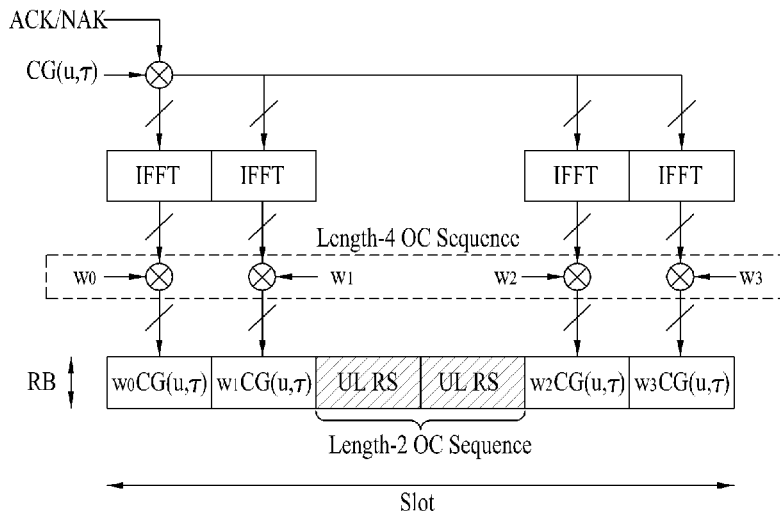 ACK/NAK
CG(u,τ)
IFFT IFFT IFFT IFFT
Length-4 OC Sequence
w0 w1 w2 w3
RB
w0CG(u,τ) w1CG(u,τ) UL RS UL RS w2CG(u,τ) w3CG(u,τ)
Length-2 OC Sequence
Slot